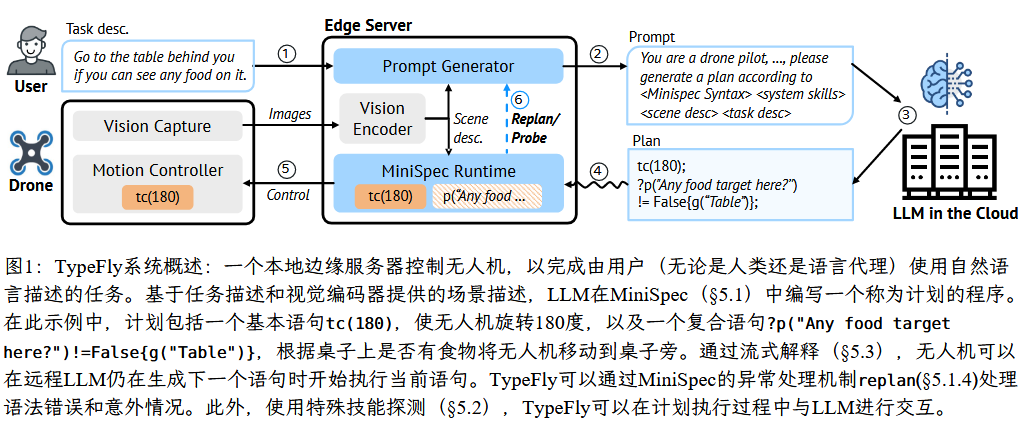 Task desc.
Go to the table behind you
if you can see any food on it.
User
①
Edge Server
Prompt Generator
②
Prompt
You are a drone pilot, ..., please
generate a plan according to
<Minispec Syntax> <system skills>
<scene desc> <task desc>
③
LLM in the Cloud
Drone
Vision Capture
Motion Controller
tc(180)
Images
Vision
Encoder
Scene
desc.
⑥
Replan/
Probe
⑤
Control
MiniSpec Runtime
tc(180)
p(“Any food ...
④
Plan
tc(180);
?p("Any food target here?")
!= False{g("Table")};
图1：TypeFly系统概述：一个本地边缘服务器控制无人机，以完成由用户（无论是人类还是语言代理）使用自然语
言描述的任务。基于任务描述和视觉编码器提供的场景描述，LLM在MiniSpec（§5.1）中编写一个称为计划的程序。
在此示例中，计划包括一个基本语句tc(180)，使无人机旋转180度，以及一个复合语句?p("Any food target
here?")!=False{g("Table")}，根据桌子上是否有食物将无人机移动到桌子旁。通过流式解释（§5.3），无人机可以
在远程LLM仍在生成下一个语句时开始执行当前语句。TypeFly可以通过MiniSpec的异常处理机制replan(§5.1.4)处理
语法错误和意外情况。此外，使用特殊技能探测（§5.2），TypeFly可以在计划执行过程中与LLM进行交互。